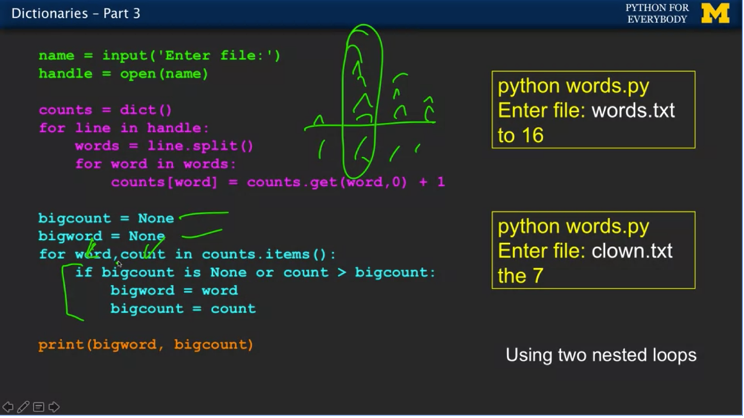 Dictionaries - Part 3
PYTHON FOR
EVERYBODY
M
name = input('Enter file:')
handle = open(name)
counts = dict()
for line in handle:
words = line.split()
for word in words:
counts[word] = counts.get(word,0) + 1
bigcount = None
bigword = None
for word,count in counts.items():
if bigcount is None or count > bigcount:
bigword = word
bigcount = count
print(bigword, bigcount)
python words.py
Enter file: words.txt
to 16
python words.py
Enter file: clown.txt
the 7
Using two nested loops